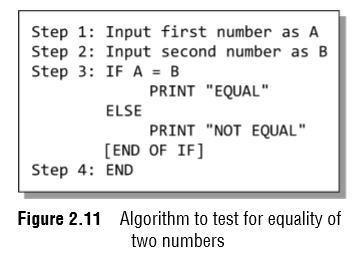 Step 1: Input first number as A
Step 2: Input second number as B
Step 3: IF A = B
PRINT "EQUAL"
ELSE
PRINT "NOT EQUAL"
[END OF IF]
Step 4: END
Figure 2.11 Algorithm to test for equality of
two numbers